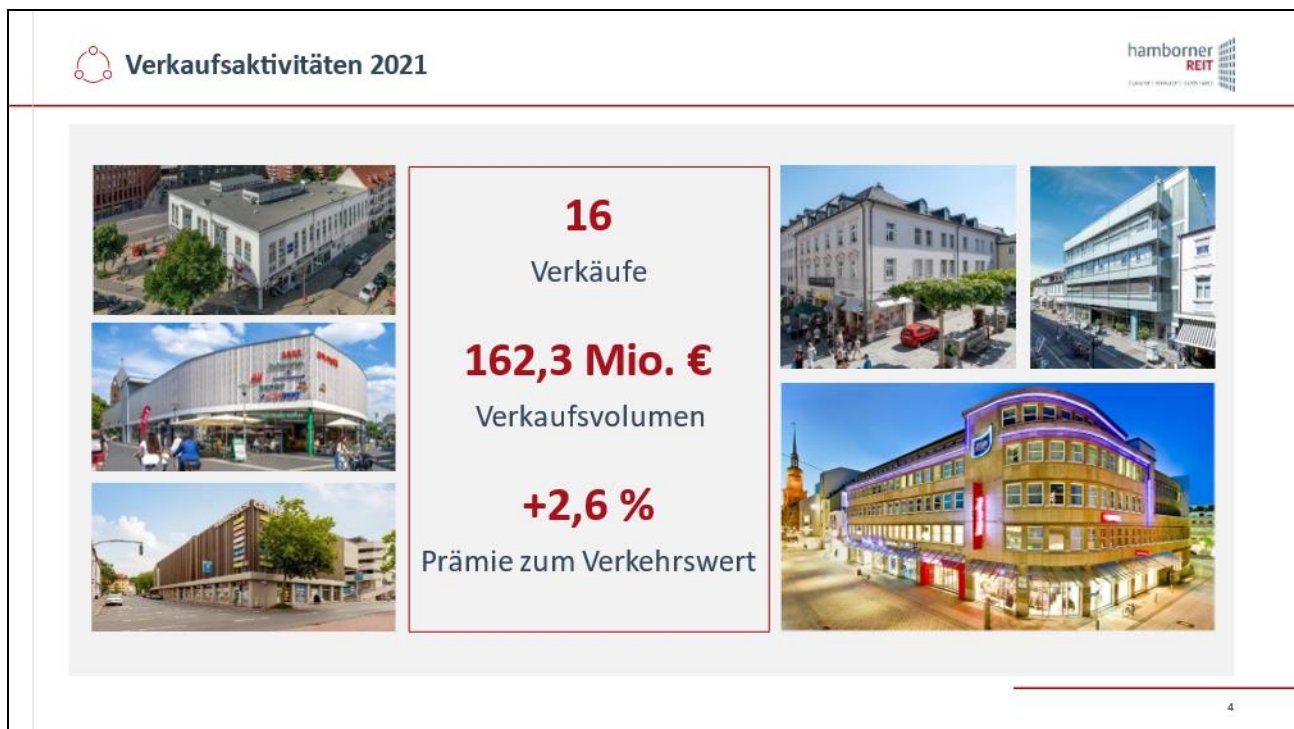 Verkaufsaktivitäten 2021
hamborner
REIT
16
Verkäufe
162,3 Mio. €
Verkaufsvolumen
+2,6 %
Prämie zum Verkehrswert
4